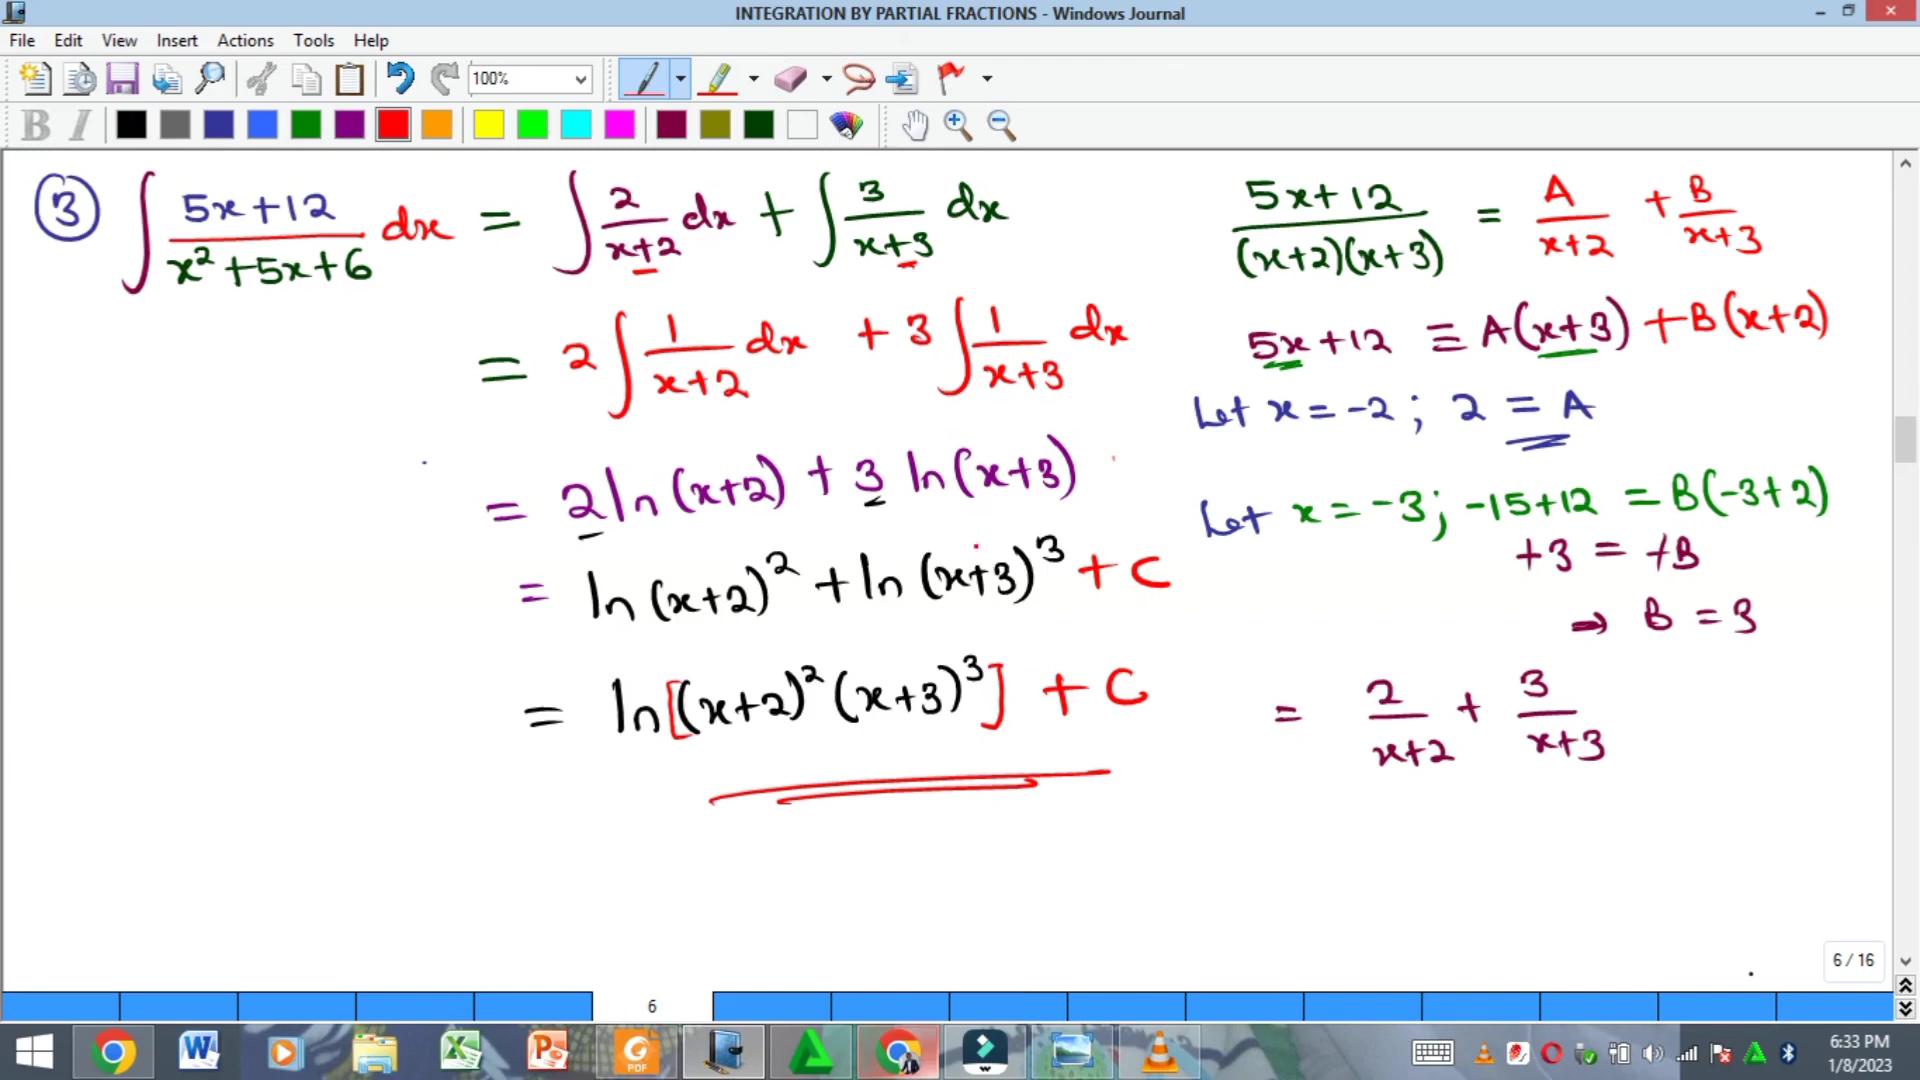 INTEGRATION BY PARTIAL FRACTIONS - Windows Journal
File Edit View Insert Actions Tools Help
100%
B I
③ ∫ (5x+12)/(x²+5x+6) dx = ∫ 2/(x+2) dx + ∫ 3/(x+3) dx
= 2 ∫ 1/(x+2) dx + 3 ∫ 1/(x+3) dx
= 2 ln(x+2) + 3 ln(x+3)
= ln(x+2)² + ln(x+3)³ + C
= ln[(x+2)²(x+3)³] + C
(5x+12)/((x+2)(x+3)) = A/(x+2) + B/(x+3)
5x+12 ≡ A(x+3) + B(x+2)
Let x = -2; 2 = A
Let x = -3; -15+12 = B(-3+2)
+3 = +B
⇒ B = 3
= 2/(x+2) + 3/(x+3)
6 / 16
6
PDF
6:33 PM
1/8/2023